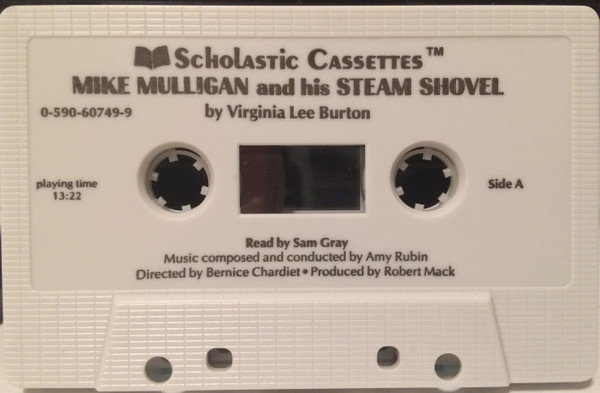 Scholastic Cassettes™
MIKE MULLIGAN and his STEAM SHOVEL
0-590-60749-9
by Virginia Lee Burton
playing time
13:22
Side A
Read by Sam Gray
Music composed and conducted by Amy Rubin
Directed by Bernice Chardiet • Produced by Robert Mack